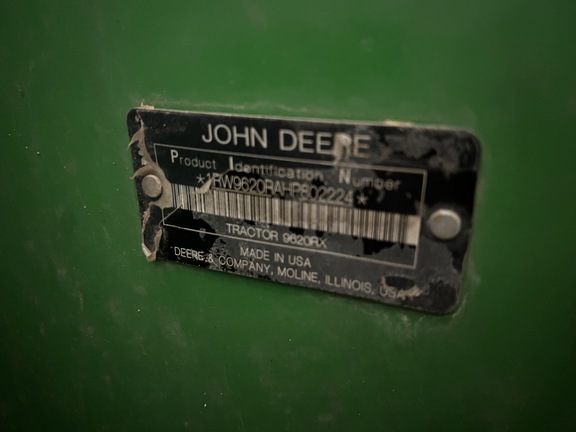 JOHN DEERE
Product Identification Number
*1RW9620RAHP802224*
TRACTOR 9620RX
MADE IN USA
DEERE & COMPANY, MOLINE, ILLINOIS, USA